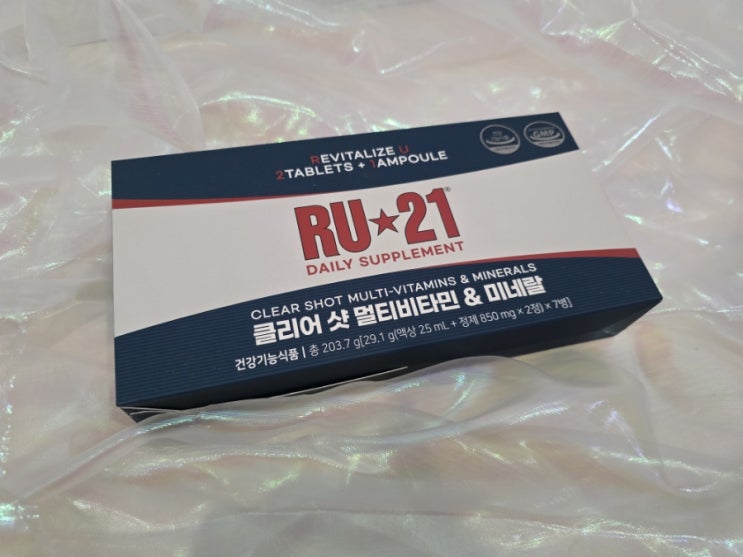 REVITALIZE U
2TABLETS + 1AMPOULE
GMP
RU★21®
DAILY SUPPLEMENT
CLEAR SHOT MULTI-VITAMINS & MINERALS
클리어 샷 멀티비타민 & 미네랄
건강기능식품 | 총 203.7 g[29.1 g(액상 25 mL + 정제 850 mg × 2정) × 7병]